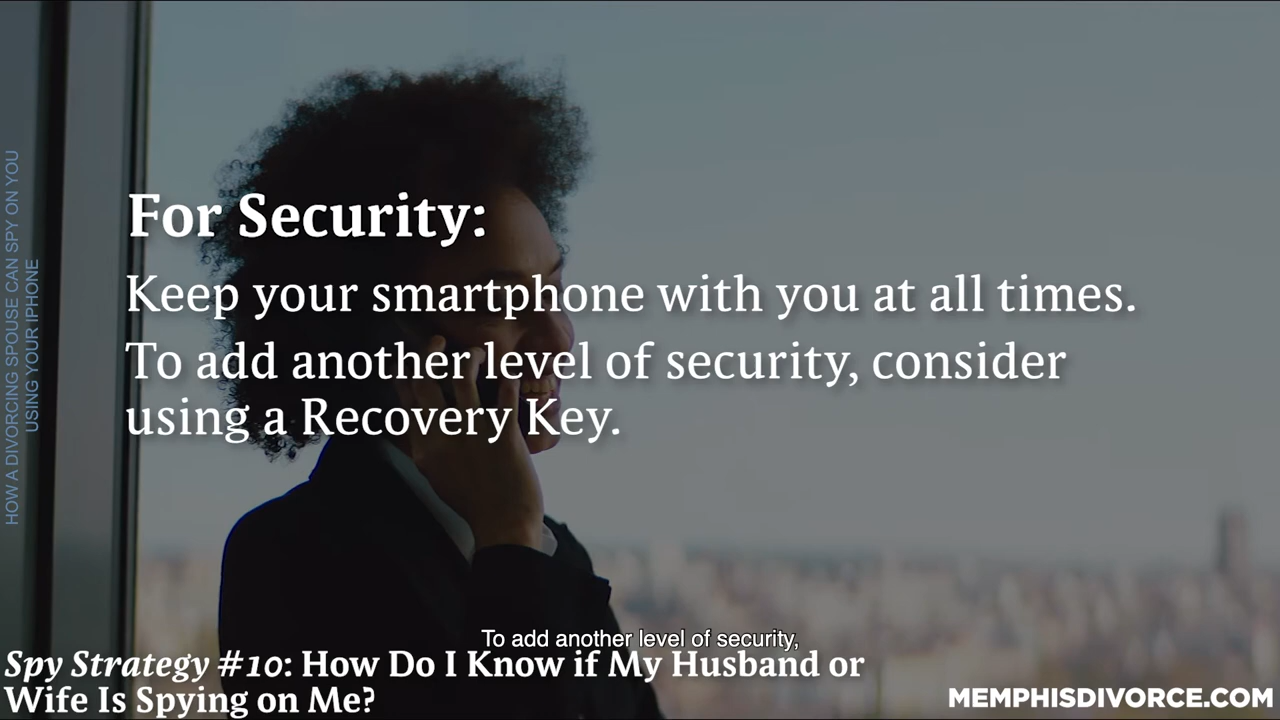 HOW A DIVORCING SPOUSE CAN SPY ON YOU
USING YOUR IPHONE
For Security:
Keep your smartphone with you at all times.
To add another level of security, consider
using a Recovery Key.
To add another level of security,
Spy Strategy #10: How Do I Know if My Husband or
Wife Is Spying on Me?
MEMPHISDIVORCE.COM